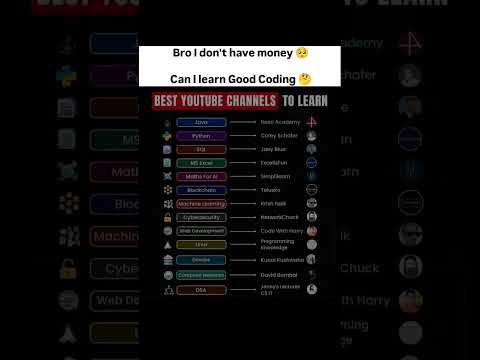 Bro I don't have money 🥺
Can I learn Good Coding 🤔
BEST YOUTUBE CHANNELS TO LEARN
Java Neso Academy
Python Corey Schafer
SQL Joey Blue
MS Excel ExcelIsFun
Maths For AI Simplilearn
Blockchain Telusko
Machine Learning Krish Naik
Cybersecurity NetworkChuck
Web Development Code With Harry
Linux Programming
Knowledge
Devops Kunal Kushwaha
Computer Networks David Bombal
DSA Jenny's Lectures
CS IT